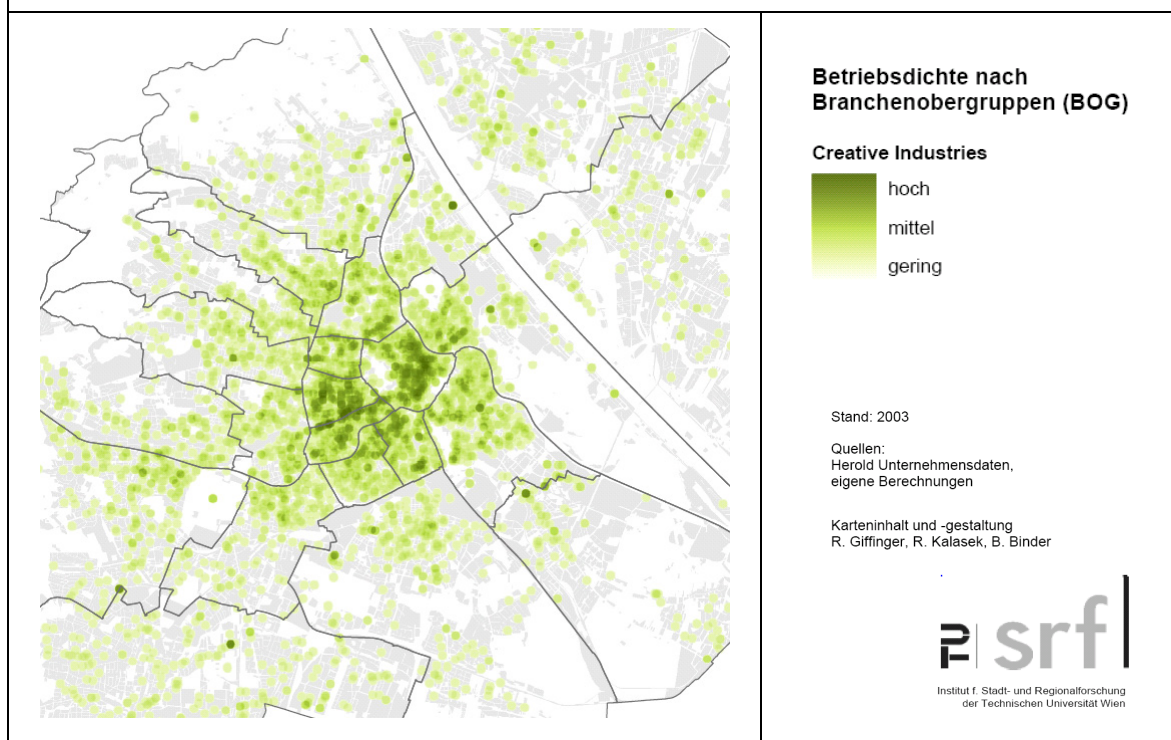 Betriebsdichte nach
Branchenobergruppen (BOG)
Creative Industries
hoch
mittel
gering
Stand: 2003
Quellen:
Herold Unternehmensdaten,
eigene Berechnungen
Karteninhalt und -gestaltung
R. Giffinger, R. Kalasek, B. Binder
srf
Institut f. Stadt- und Regionalforschung
der Technischen Universität Wien